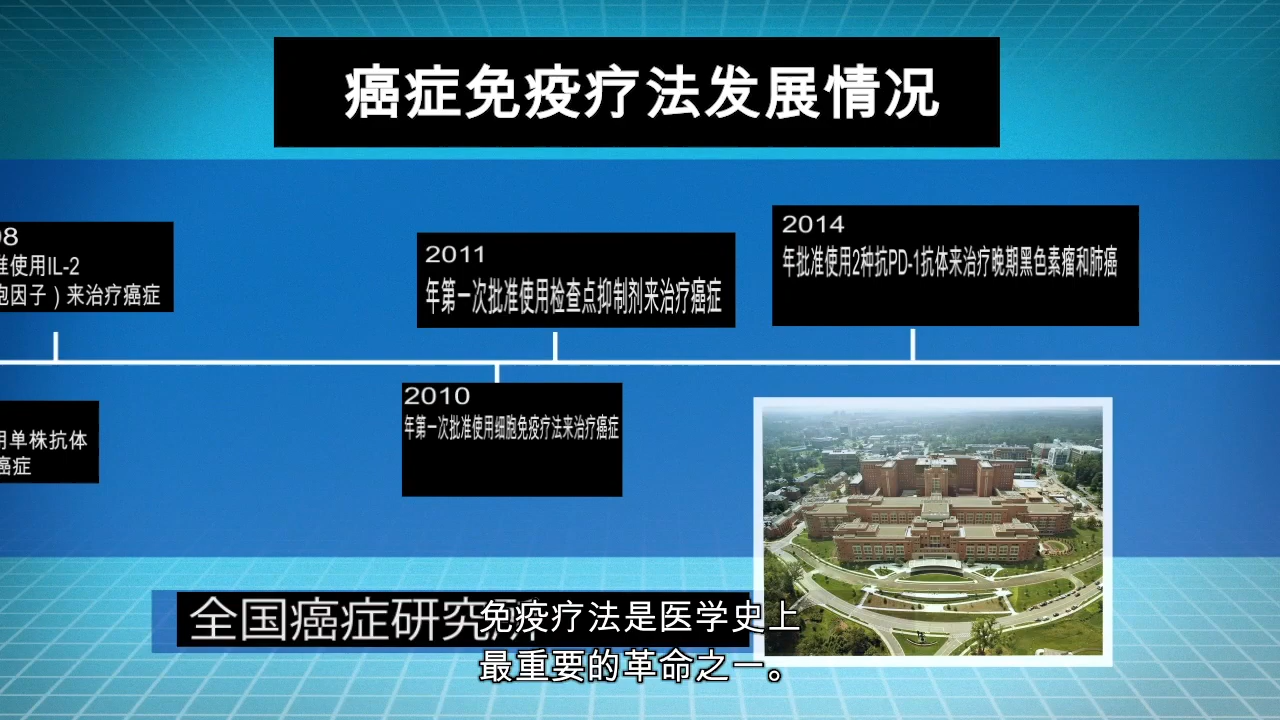 癌症免疫疗法发展情况
98
准使用IL-2
胞因子）来治疗癌症
2011
年第一次批准使用检查点抑制剂来治疗癌症
2014
年批准使用2种抗PD-1抗体来治疗晚期黑色素瘤和肺癌
用单株抗体
癌症
2010
年第一次批准使用细胞免疫疗法来治疗癌症
全国癌症研究所
免疫疗法是医学史上
最重要的革命之一。